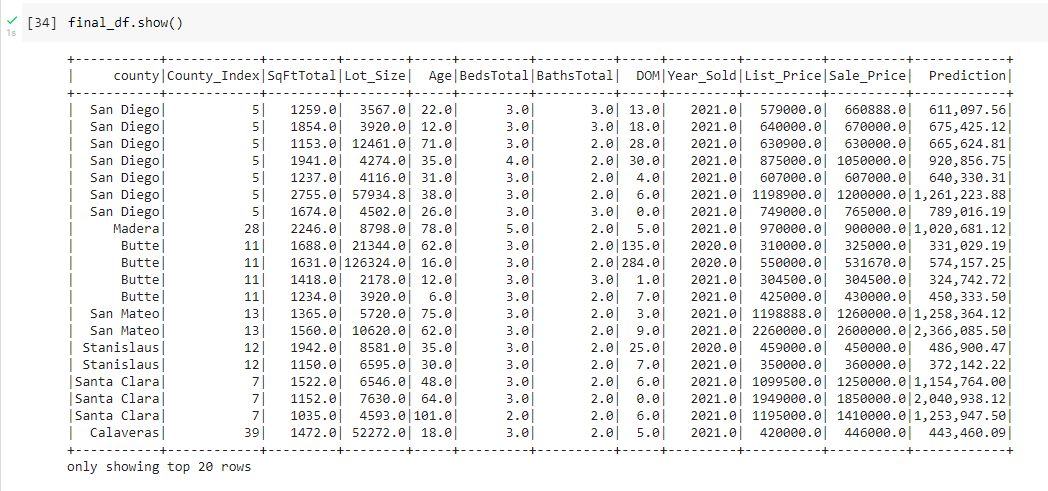 [34] final_df.show()
1s
+------------+------------+---------+--------+-----+---------+----------+-----+---------+----------+----------+------------+
|      county|County_Index|SqFtTotal|Lot_Size|  Age|BedsTotal|BathsTotal|  DOM|Year_Sold|List_Price|Sale_Price|  Prediction|
+------------+------------+---------+--------+-----+---------+----------+-----+---------+----------+----------+------------+
|   San Diego|           5|   1259.0|  3567.0| 22.0|      3.0|       3.0| 13.0|   2021.0|  579000.0|  660888.0|  611,097.56|
|   San Diego|           5|   1854.0|  3920.0| 12.0|      3.0|       3.0| 18.0|   2021.0|  640000.0|  670000.0|  675,425.12|
|   San Diego|           5|   1153.0| 12461.0| 71.0|      3.0|       2.0| 28.0|   2021.0|  630900.0|  630000.0|  665,624.81|
|   San Diego|           5|   1941.0|  4274.0| 35.0|      4.0|       2.0| 30.0|   2021.0|  875000.0| 1050000.0|  920,856.75|
|   San Diego|           5|   1237.0|  4116.0| 31.0|      3.0|       2.0|  4.0|   2021.0|  607000.0|  607000.0|  640,330.31|
|   San Diego|           5|   2755.0| 57934.8| 38.0|      3.0|       2.0|  6.0|   2021.0| 1198900.0| 1200000.0|1,261,223.88|
|   San Diego|           5|   1674.0|  4502.0| 26.0|      3.0|       3.0|  0.0|   2021.0|  749000.0|  765000.0|  789,016.19|
|      Madera|          28|   2246.0|  8798.0| 78.0|      5.0|       2.0|  5.0|   2021.0|  970000.0|  900000.0|1,020,681.12|
|       Butte|          11|   1688.0| 21344.0| 62.0|      3.0|       2.0|135.0|   2020.0|  310000.0|  325000.0|  331,029.19|
|       Butte|          11|   1631.0|126324.0| 16.0|      3.0|       2.0|284.0|   2020.0|  550000.0|  531670.0|  574,157.25|
|       Butte|          11|   1418.0|  2178.0| 12.0|      3.0|       3.0|  1.0|   2021.0|  304500.0|  304500.0|  324,742.72|
|       Butte|          11|   1234.0|  3920.0|  6.0|      3.0|       2.0|  7.0|   2021.0|  425000.0|  430000.0|  450,333.50|
|   San Mateo|          13|   1365.0|  5720.0| 75.0|      3.0|       2.0|  3.0|   2021.0| 1198888.0| 1260000.0|1,258,364.12|
|   San Mateo|          13|   1560.0| 10620.0| 62.0|      3.0|       2.0|  9.0|   2021.0| 2260000.0| 2600000.0|2,366,085.50|
|  Stanislaus|          12|   1942.0|  8581.0| 35.0|      3.0|       2.0| 25.0|   2020.0|  459000.0|  450000.0|  486,900.47|
|  Stanislaus|          12|   1150.0|  6595.0| 30.0|      3.0|       2.0|  7.0|   2021.0|  350000.0|  360000.0|  372,142.22|
| Santa Clara|           7|   1522.0|  6546.0| 48.0|      3.0|       2.0|  6.0|   2021.0| 1099500.0| 1250000.0|1,154,764.00|
| Santa Clara|           7|   1152.0|  7630.0| 64.0|      3.0|       2.0|  0.0|   2021.0| 1949000.0| 1850000.0|2,040,938.12|
| Santa Clara|           7|   1035.0|  4593.0|101.0|      2.0|       2.0|  6.0|   2021.0| 1195000.0| 1410000.0|1,253,947.50|
|   Calaveras|          39|   1472.0| 52272.0| 18.0|      3.0|       2.0|  5.0|   2021.0|  420000.0|  446000.0|  443,460.09|
+------------+------------+---------+--------+-----+---------+----------+-----+---------+----------+----------+------------+
only showing top 20 rows